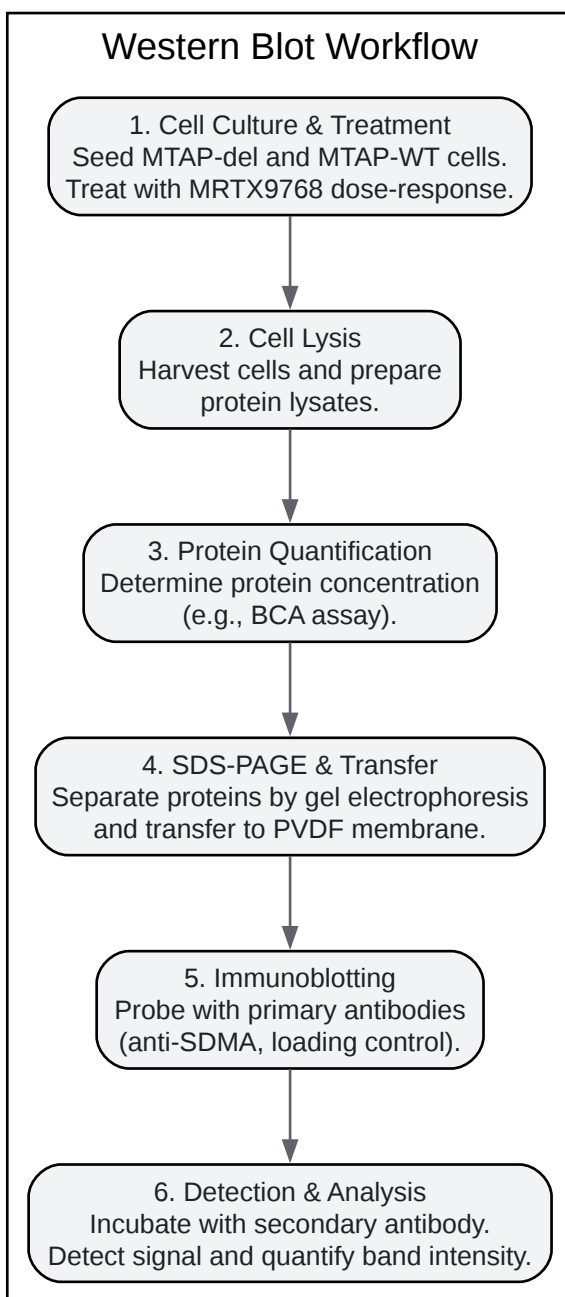 Western Blot Workflow
1. Cell Culture & Treatment
Seed MTAP-del and MTAP-WT cells.
Treat with MRTX9768 dose-response.
2. Cell Lysis
Harvest cells and prepare
protein lysates.
3. Protein Quantification
Determine protein concentration
(e.g., BCA assay).
4. SDS-PAGE & Transfer
Separate proteins by gel electrophoresis
and transfer to PVDF membrane.
5. Immunoblotting
Probe with primary antibodies
(anti-SDMA, loading control).
6. Detection & Analysis
Incubate with secondary antibody.
Detect signal and quantify band intensity.